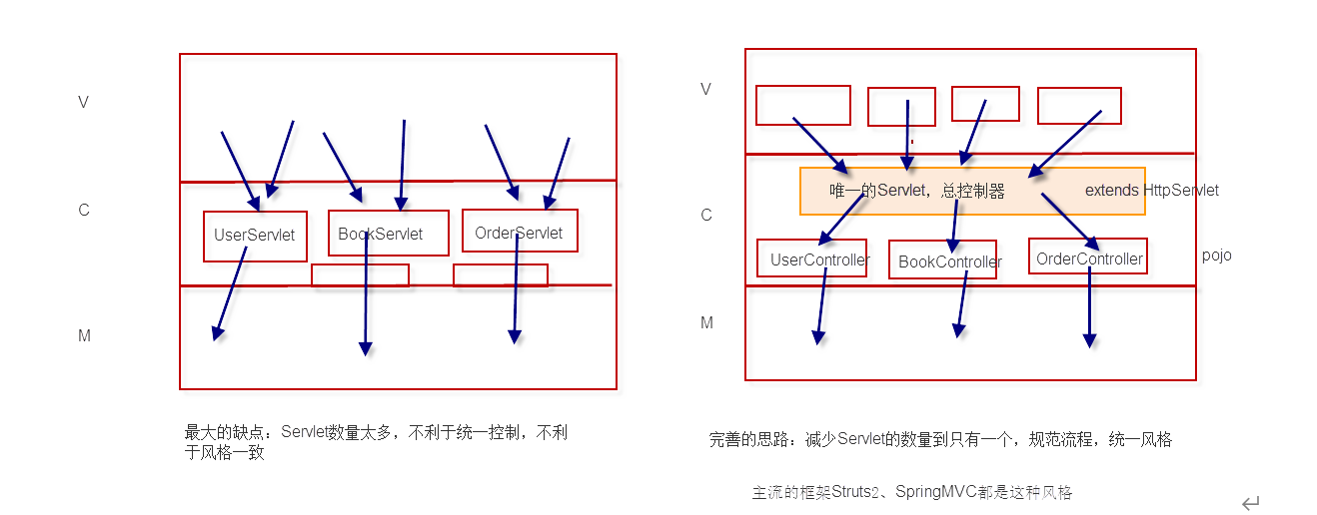 V
C
M
UserServlet
BookServlet
OrderServlet
最大的缺点：Servlet数量太多，不利于统一控制，不利
于风格一致
V
C
M
唯一的Servlet，总控制器
extends HttpServlet
UserController
BookController
OrderController
pojo
完善的思路：减少Servlet的数量到只有一个，规范流程，统一风格
主流的框架Struts2、SpringMVC都是这种风格